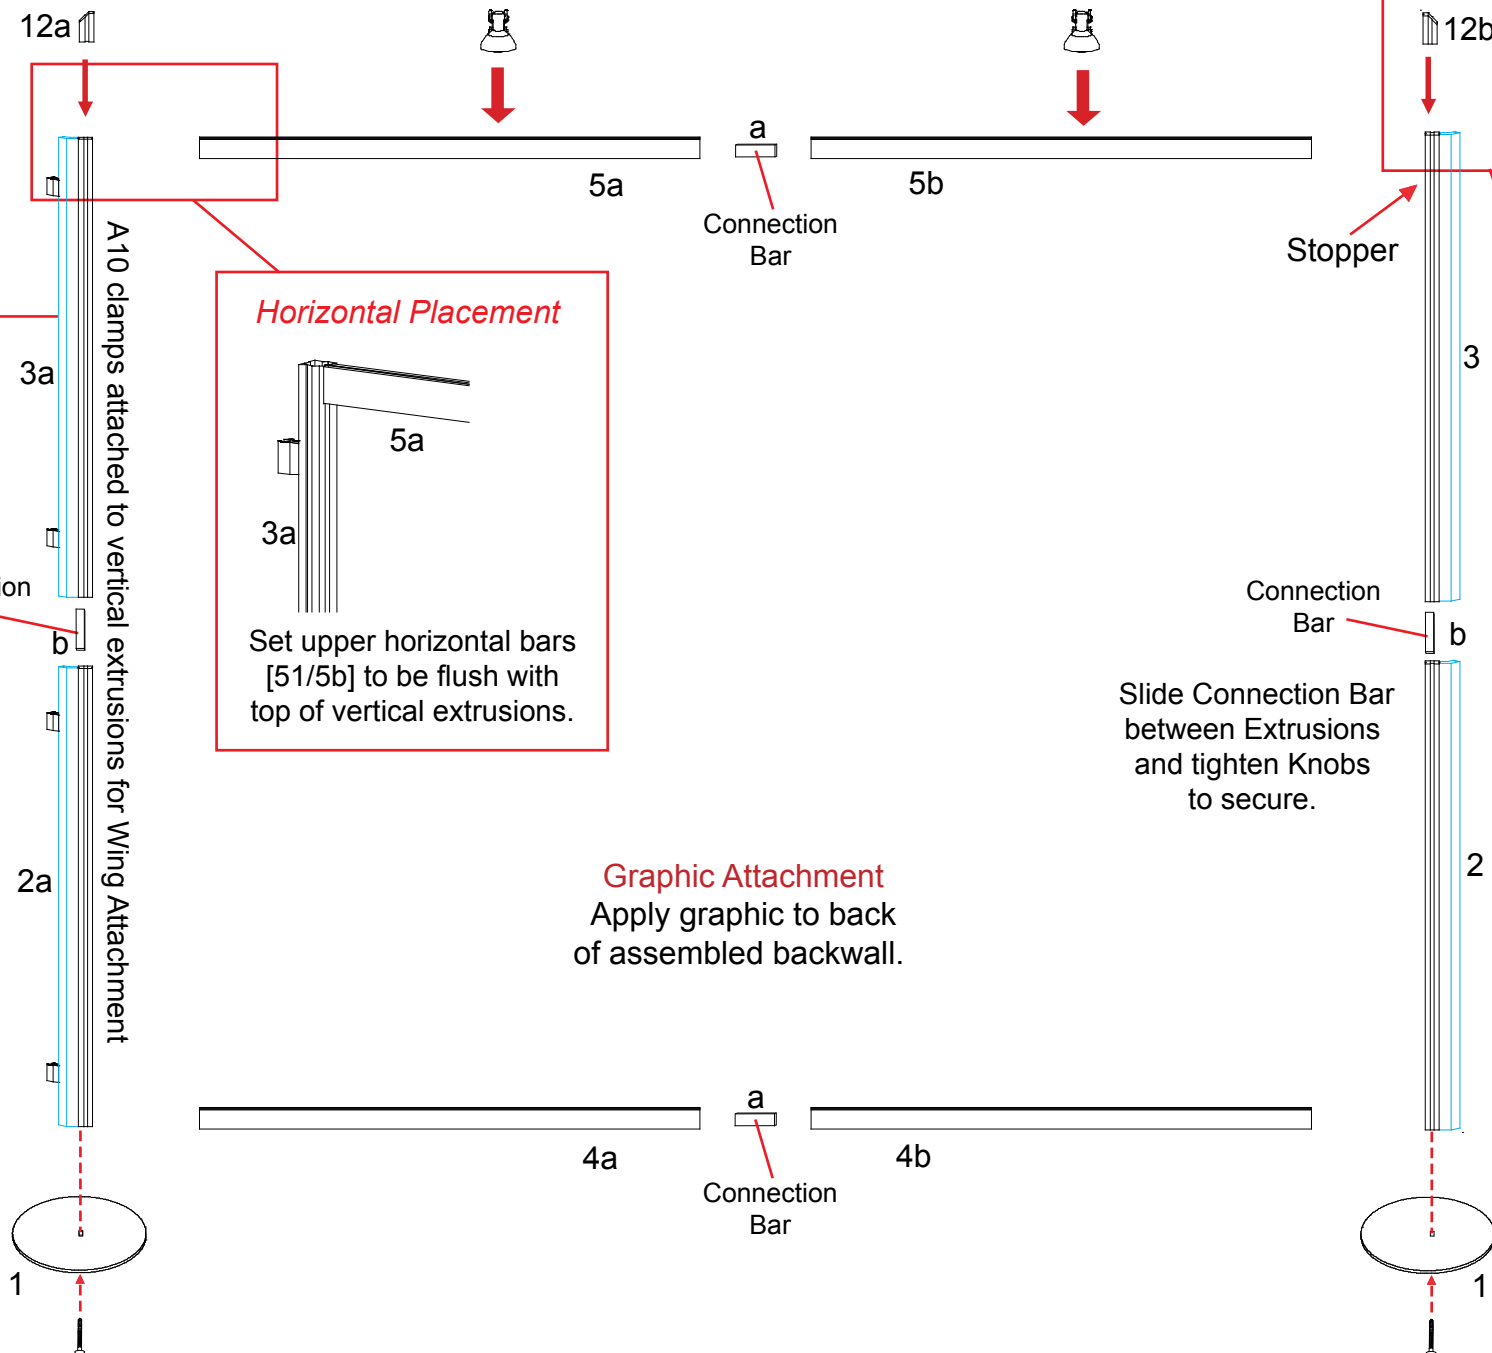 12a
12b
a
5a
5b
Connection
Bar
Stopper
Horizontal Placement
5a
3a
Set upper horizontal bars
[51/5b] to be flush with
top of vertical extrusions.
3a
A10 clamps attached to vertical extrusions for Wing Attachment
3
ion
b
Connection
Bar
b
Slide Connection Bar
between Extrusions
and tighten Knobs
to secure.
2a
2
Graphic Attachment
Apply graphic to back
of assembled backwall.
a
4a
4b
Connection
Bar
1
1